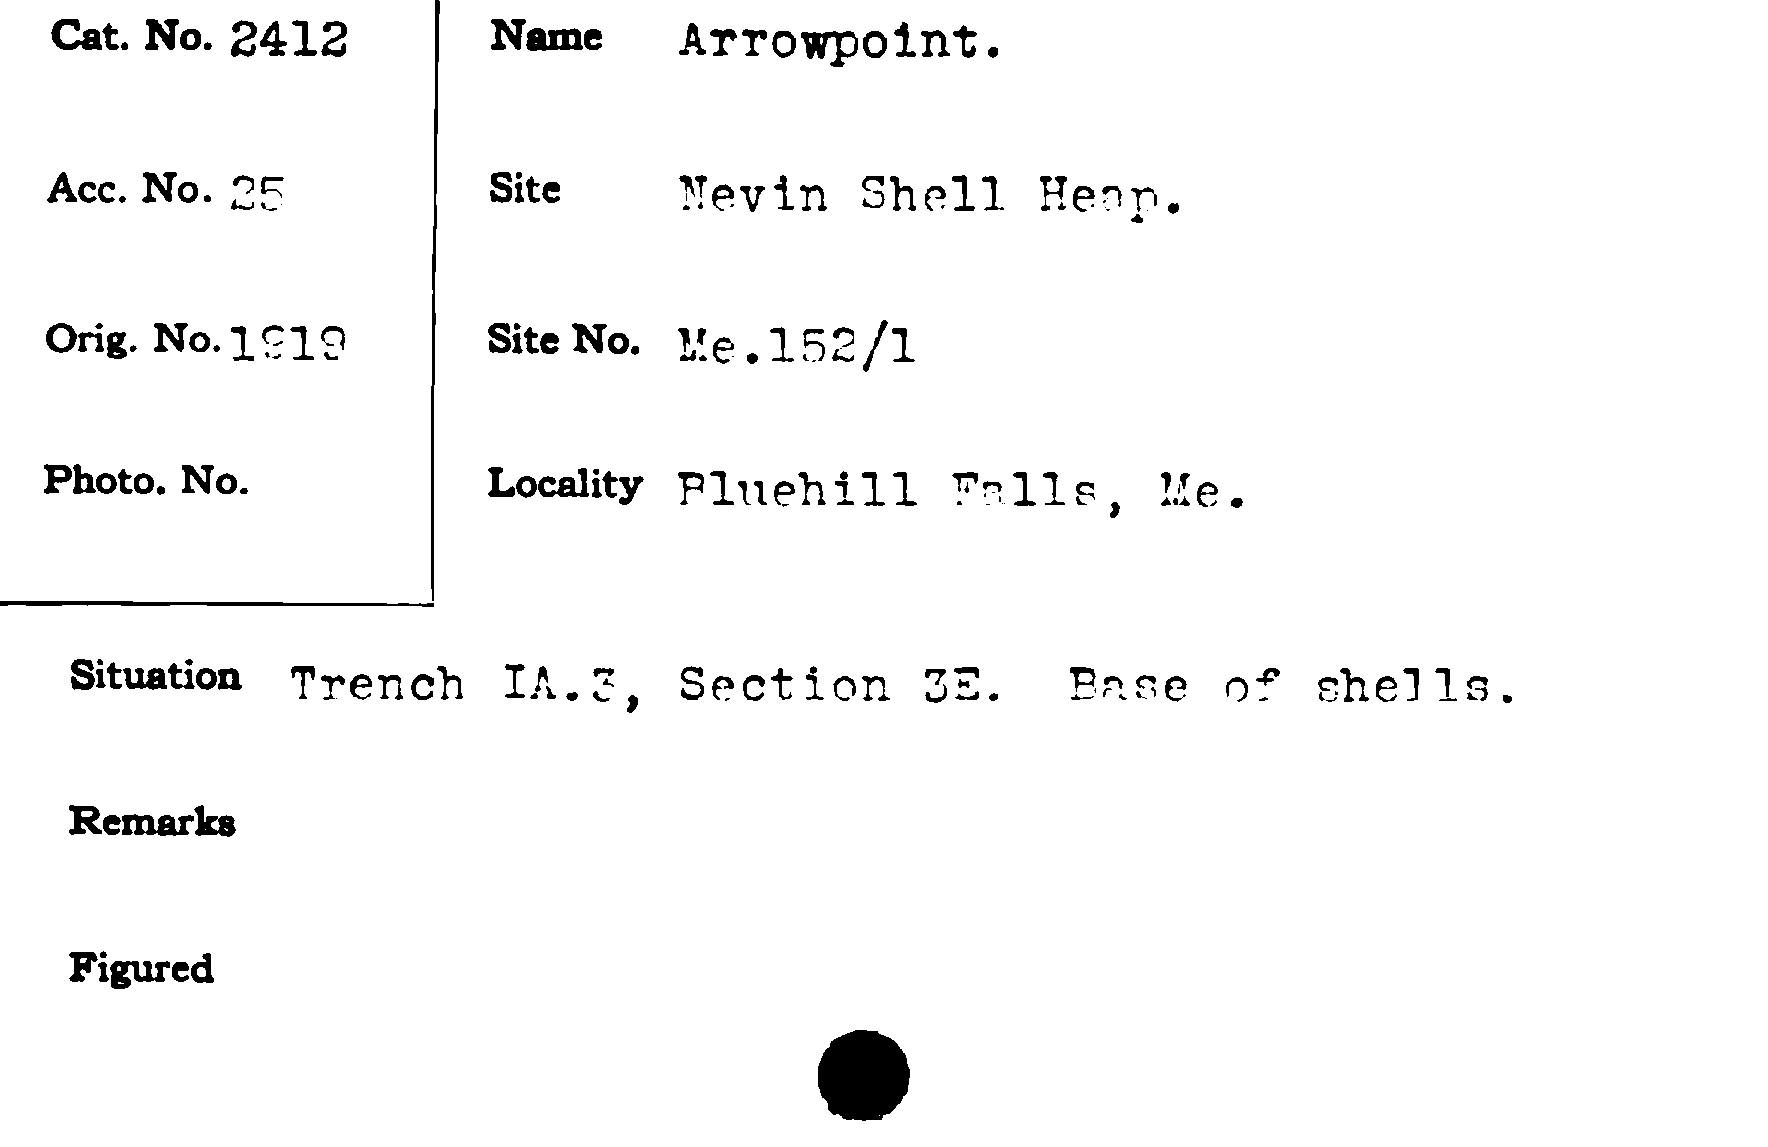 Cat. No. 2412
Name Arrowpoint.
Acc. No. 25
Site Nevin Shell Heap.
Orig. No. 1919
Site No. Me.152/1
Photo. No.
Locality Bluehill Falls, Me.
Situation Trench IA.3, Section 3E. Base of shells.
Remarks
Figured